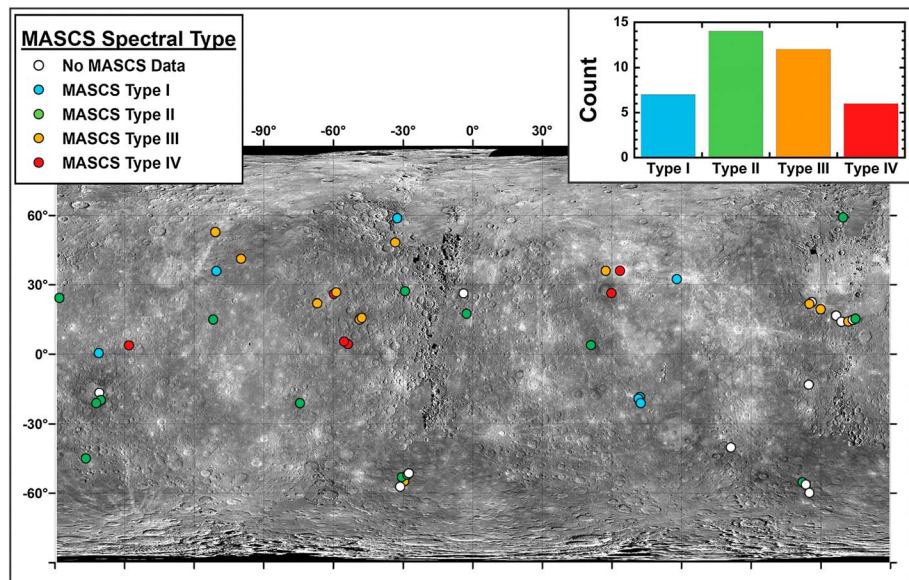 MASCS Spectral Type
No MASCS Data
MASCS Type I
MASCS Type II
MASCS Type III
MASCS Type IV
15
10
5
0
Count
Type I Type II Type III Type IV
-90° -60° -30° 0° 30°
60°
30°
0°
-30°
-60°